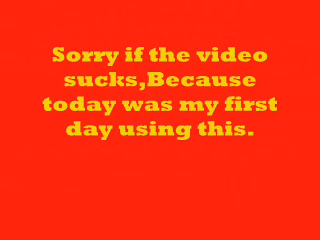 Sorry if the video
sucks,Because
today was my first
day using this.